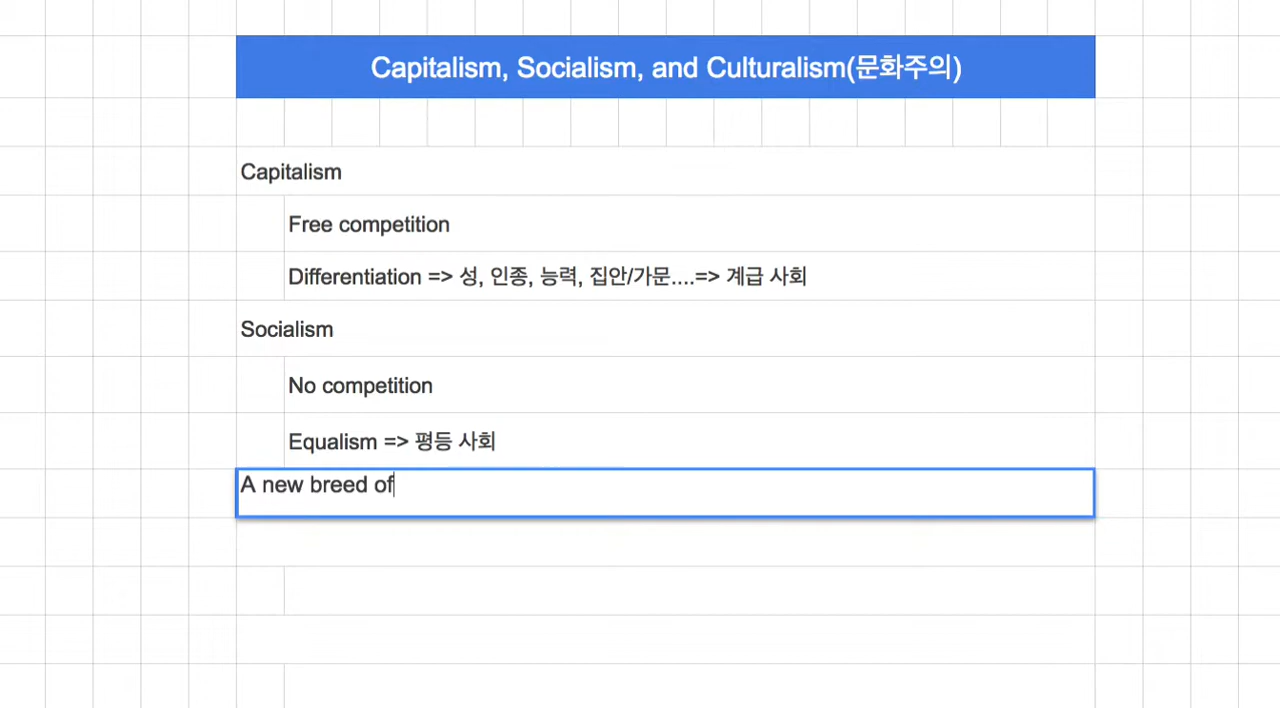 Capitalism, Socialism, and Culturalism(문화주의)
Capitalism
Free competition
Differentiation => 성, 인종, 능력, 집안/가문....=> 계급 사회
Socialism
No competition
Equalism => 평등 사회
A new breed of